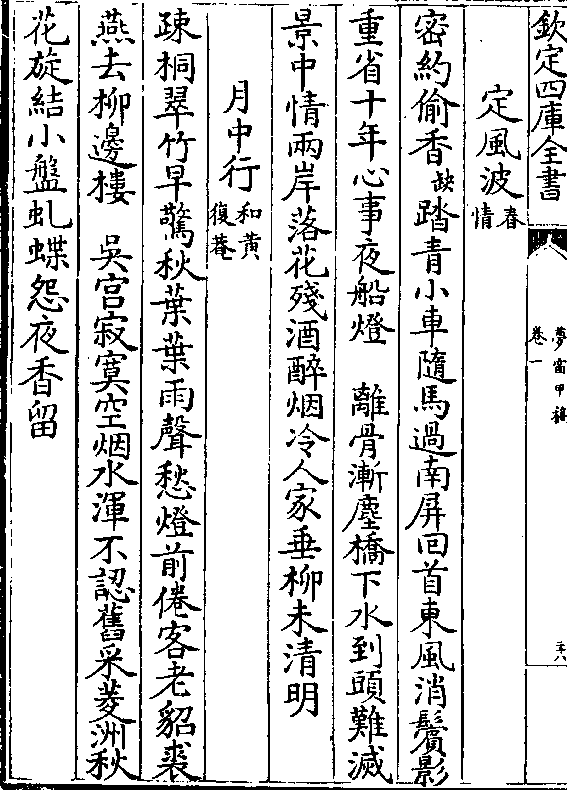 欽定四庫全書
夢窗甲稿
卷一
六
定風波春情
密約偷香缺踏青小車隨馬過南屏回首東風消鬢影
重省十年心事夜船燈　離骨漸塵橋下水到頭難滅
景中情兩岸落花殘酒醉烟冷人家垂柳未清明
月中行和黃復菴
疎桐翠竹早驚秋葉葉雨聲愁燈前倦客老貂裘
燕去柳邊樓　吳宮寂寞空烟水渾不認舊采菱洲秋
花旋結小盤虬蝶怨夜香留